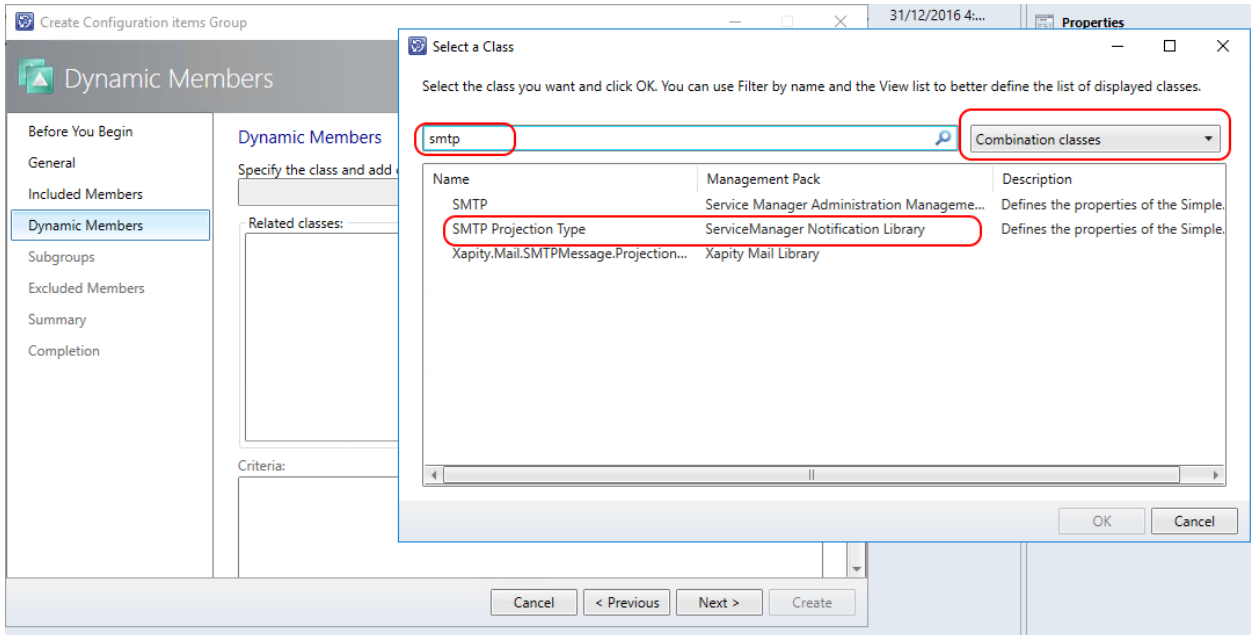 Create Configuration items Group
31/12/2016 4:...
Properties
Dynamic Members
Before You Begin
General
Included Members
Dynamic Members
Subgroups
Excluded Members
Summary
Completion
Dynamic Members
Specify the class and add
Related classes:
Criteria:
Cancel
< Previous
Next >
Create
Select a Class
Select the class you want and click OK. You can use Filter by name and the View list to better define the list of displayed classes.
smtp
Combination classes
Name Management Pack Description
SMTP Service Manager Administration Manageme... Defines the properties of the Simple.
SMTP Projection Type ServiceManager Notification Library Defines the properties of the Simple.
Xapity.Mail.SMTPMessage.Projection... Xapity Mail Library
OK
Cancel